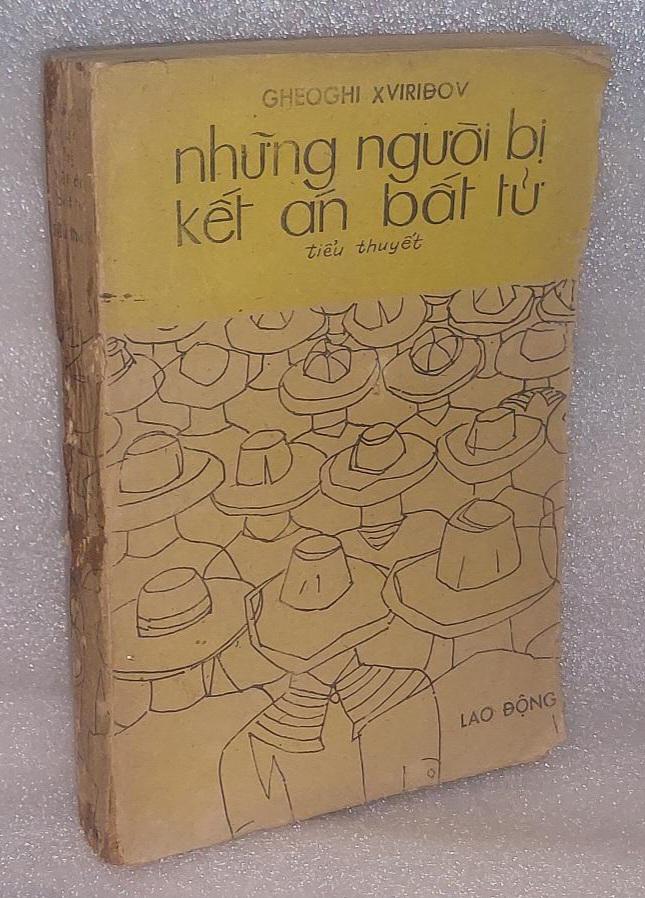 GHEOGHI XVIRIĐOV
những người bị
kết án bất tử
tiểu thuyết
LAO ĐỘNG